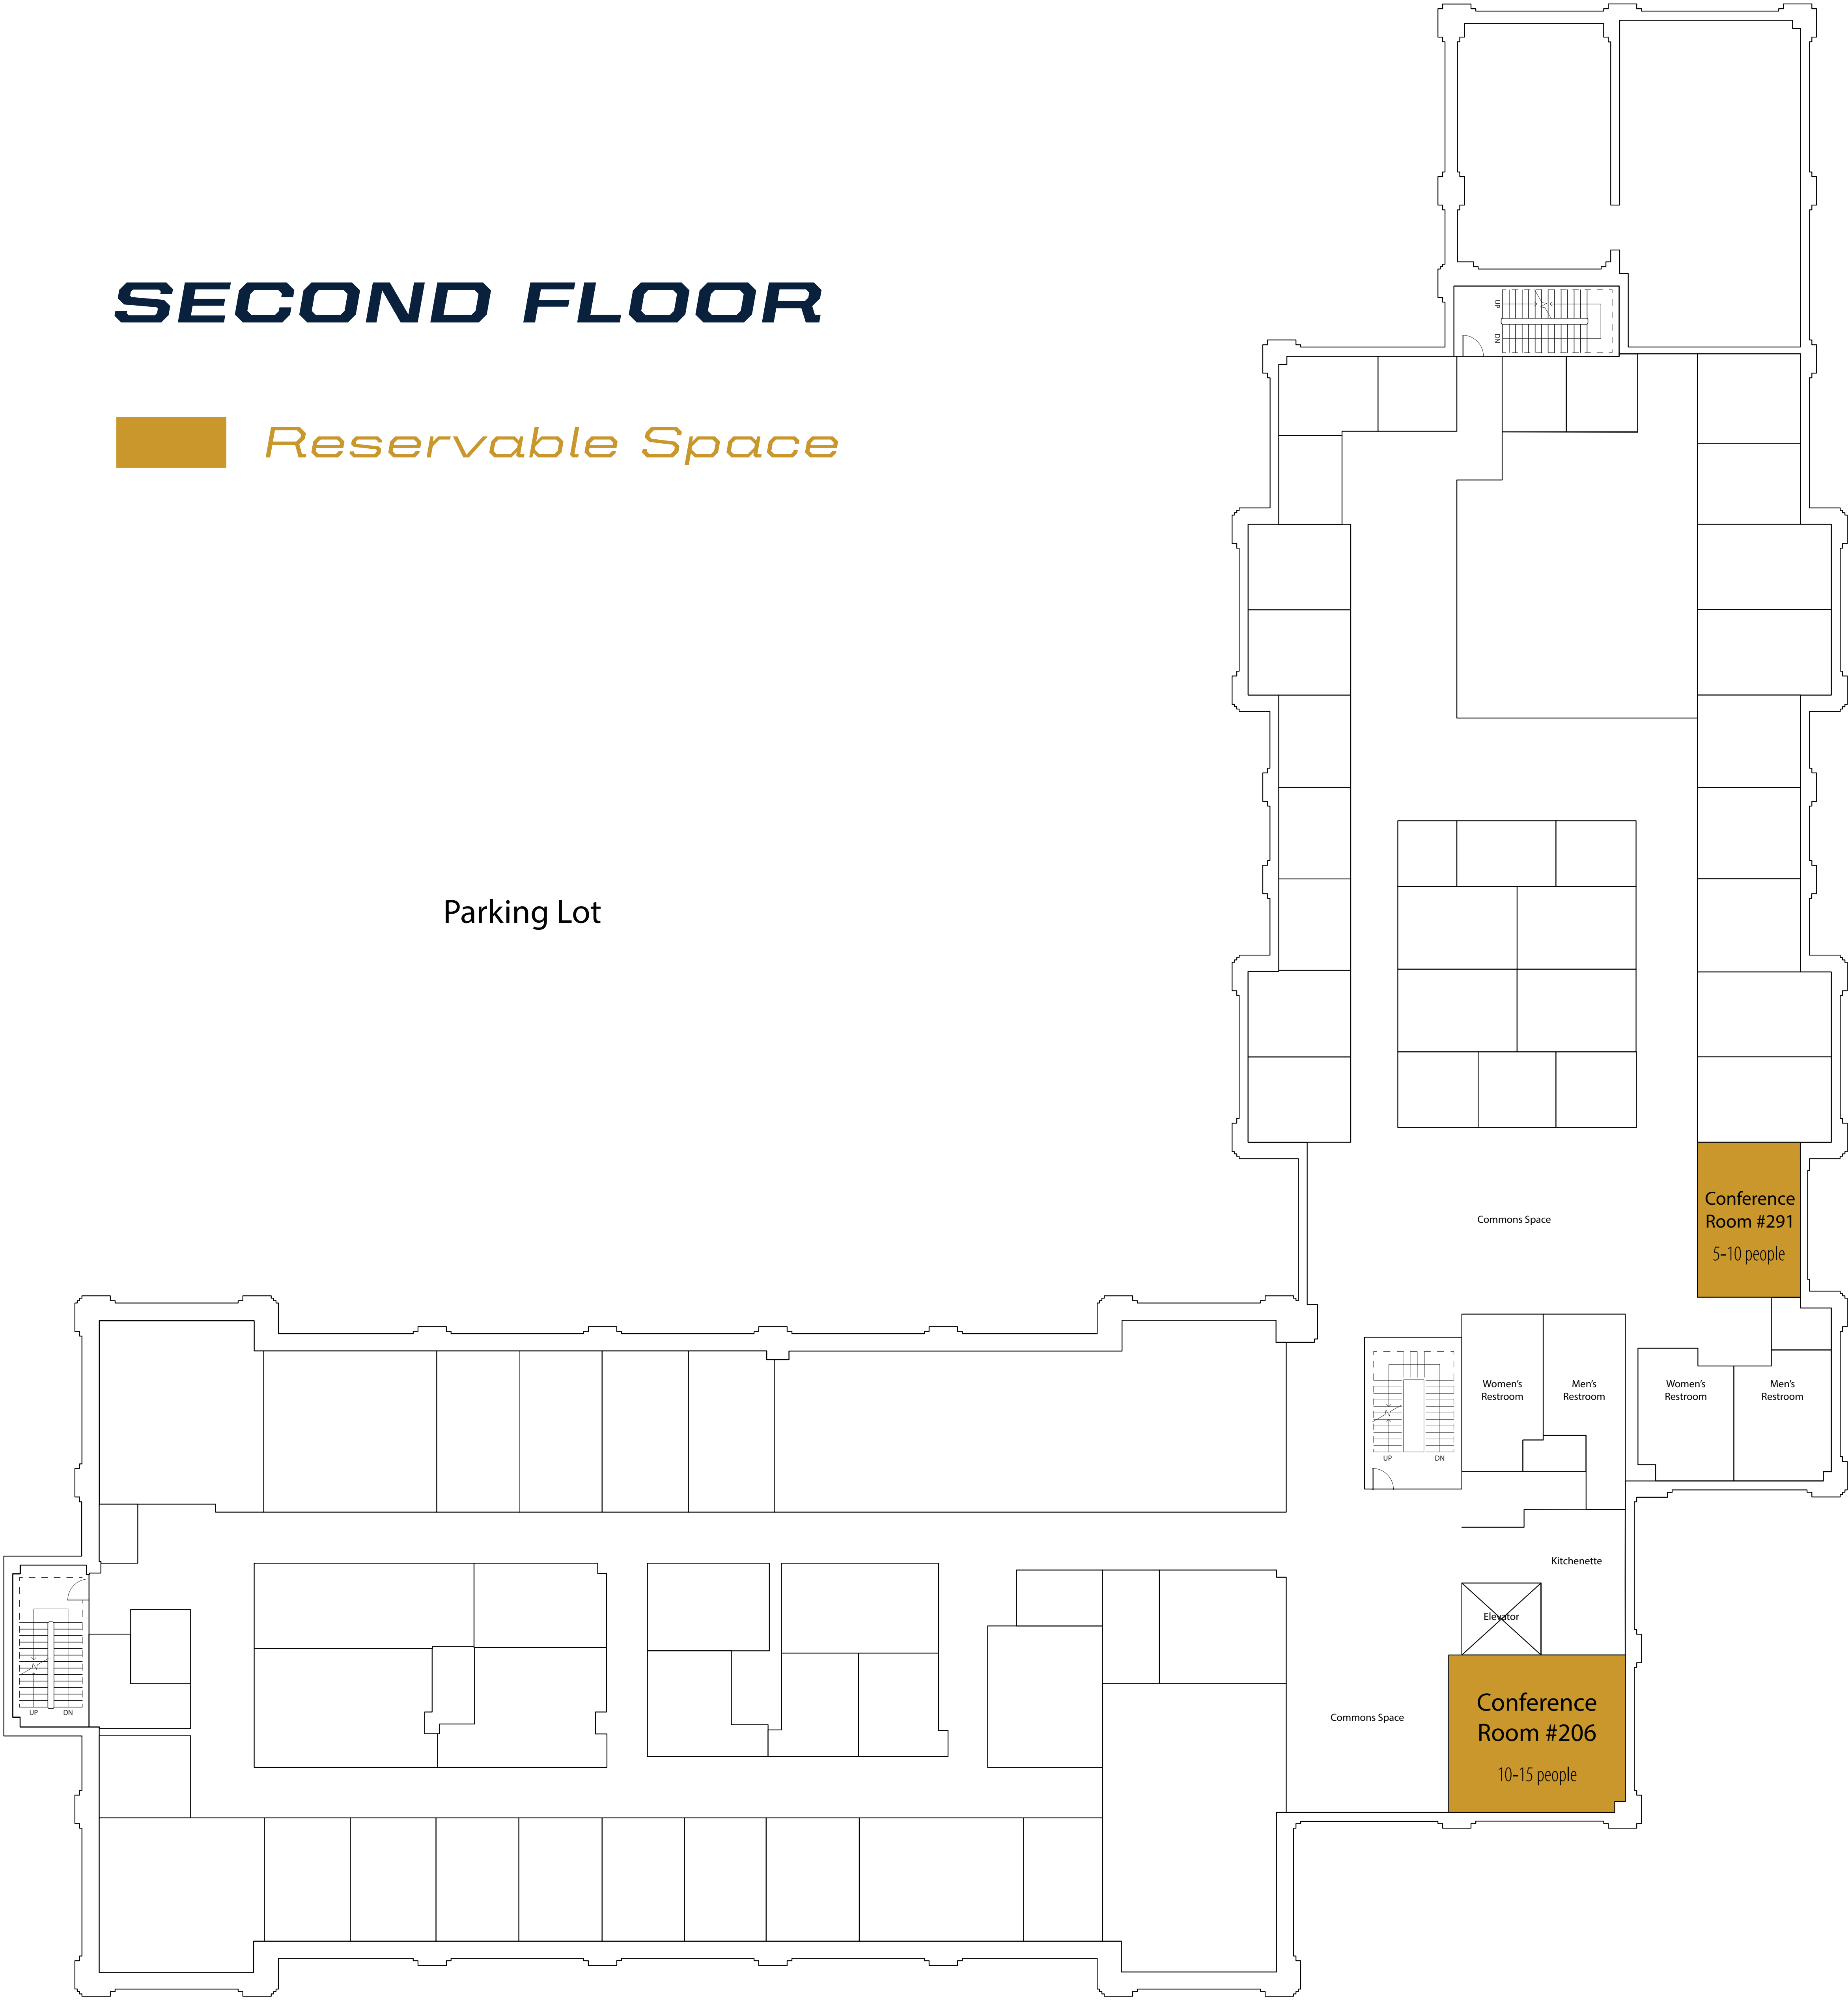 SECOND FLOOR
Reservable Space
UP
DN
Parking Lot
Conference
Room #291
5-10 people
Commons Space
Women's
Restroom
Men's
Restroom
Women's
Restroom
Men's
Restroom
UP
DN
Kitchenette
Elevator
Conference
Room #206
10-15 people
Commons Space
UP
DN